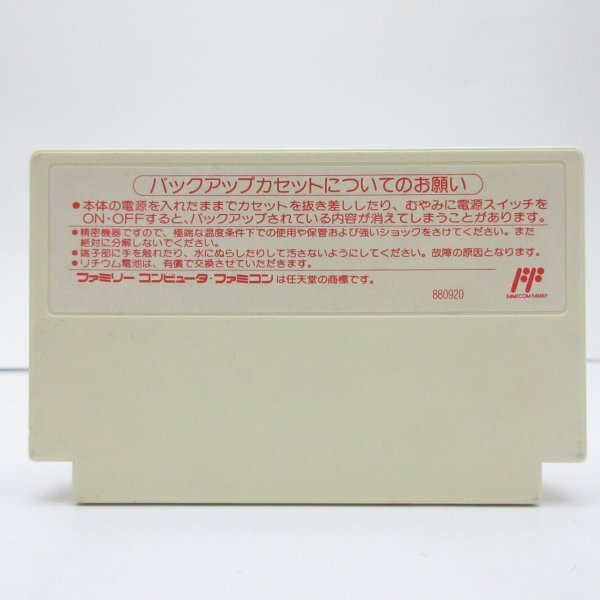 バックアップカセットについてのお願い
●本体の電源を入れたままでカセットを抜き差ししたり、むやみに電源スイッチを
ON・OFFすると、バックアップされている内容が消えてしまうことがあります。
●精密機器ですので、極端な温度条件下での使用や保管および強いショックをさけてください。また
絶対に分解しないでください。
●端子部に手を触れたり、水にぬらしたりして汚さないようにしてください。故障の原因となります。
●リチウム電池は、有償で交換させていただきます。
ファミリー コンピュータ・ファミコンは任天堂の商標です。
880920
FAMICOM FAMILY